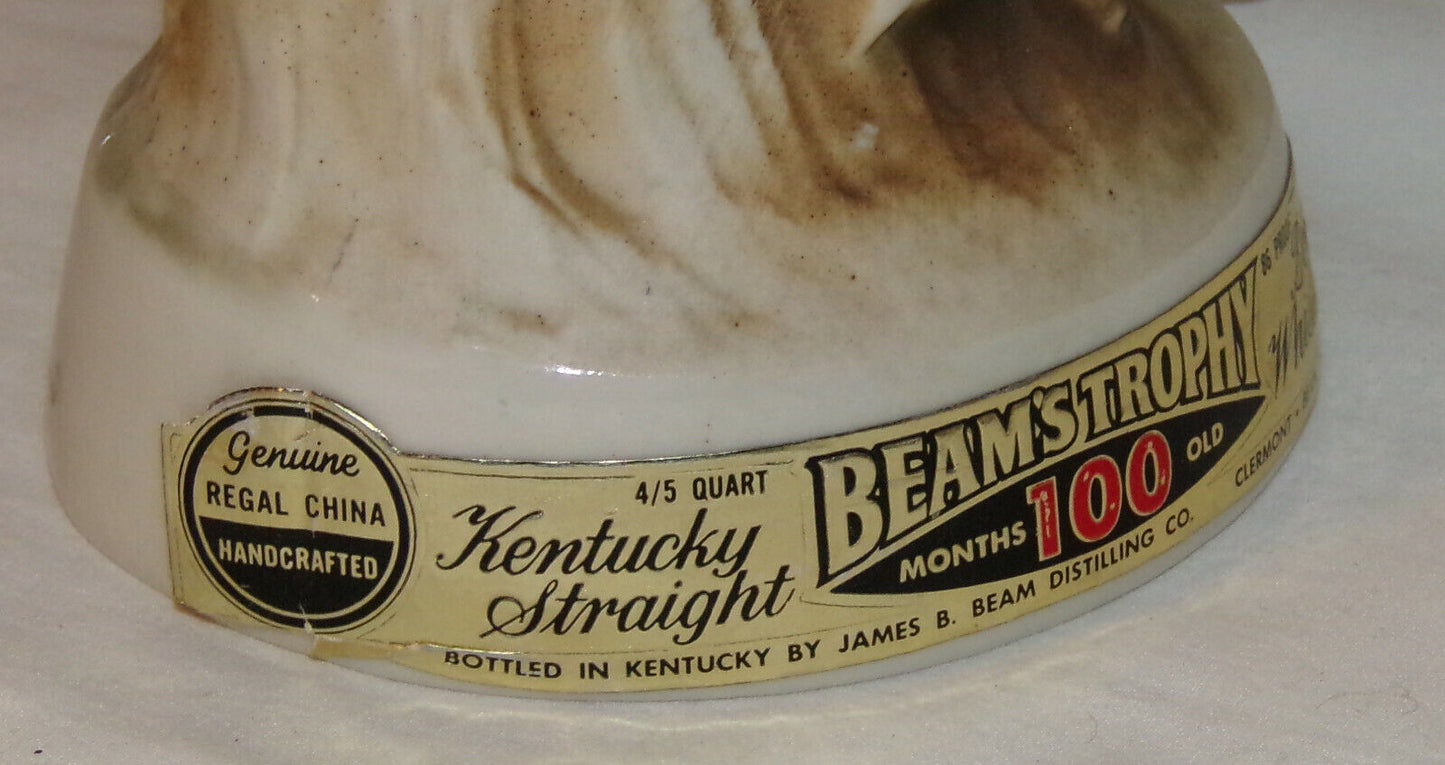 Genuine
REGAL CHINA
HANDCRAFTED
4/5 QUART
Kentucky
Straight
BEAM'S TROPHY
MONTHS 100 OLD
86
BOTTLED IN KENTUCKY BY JAMES B. BEAM DISTILLING CO.
CLERMONT